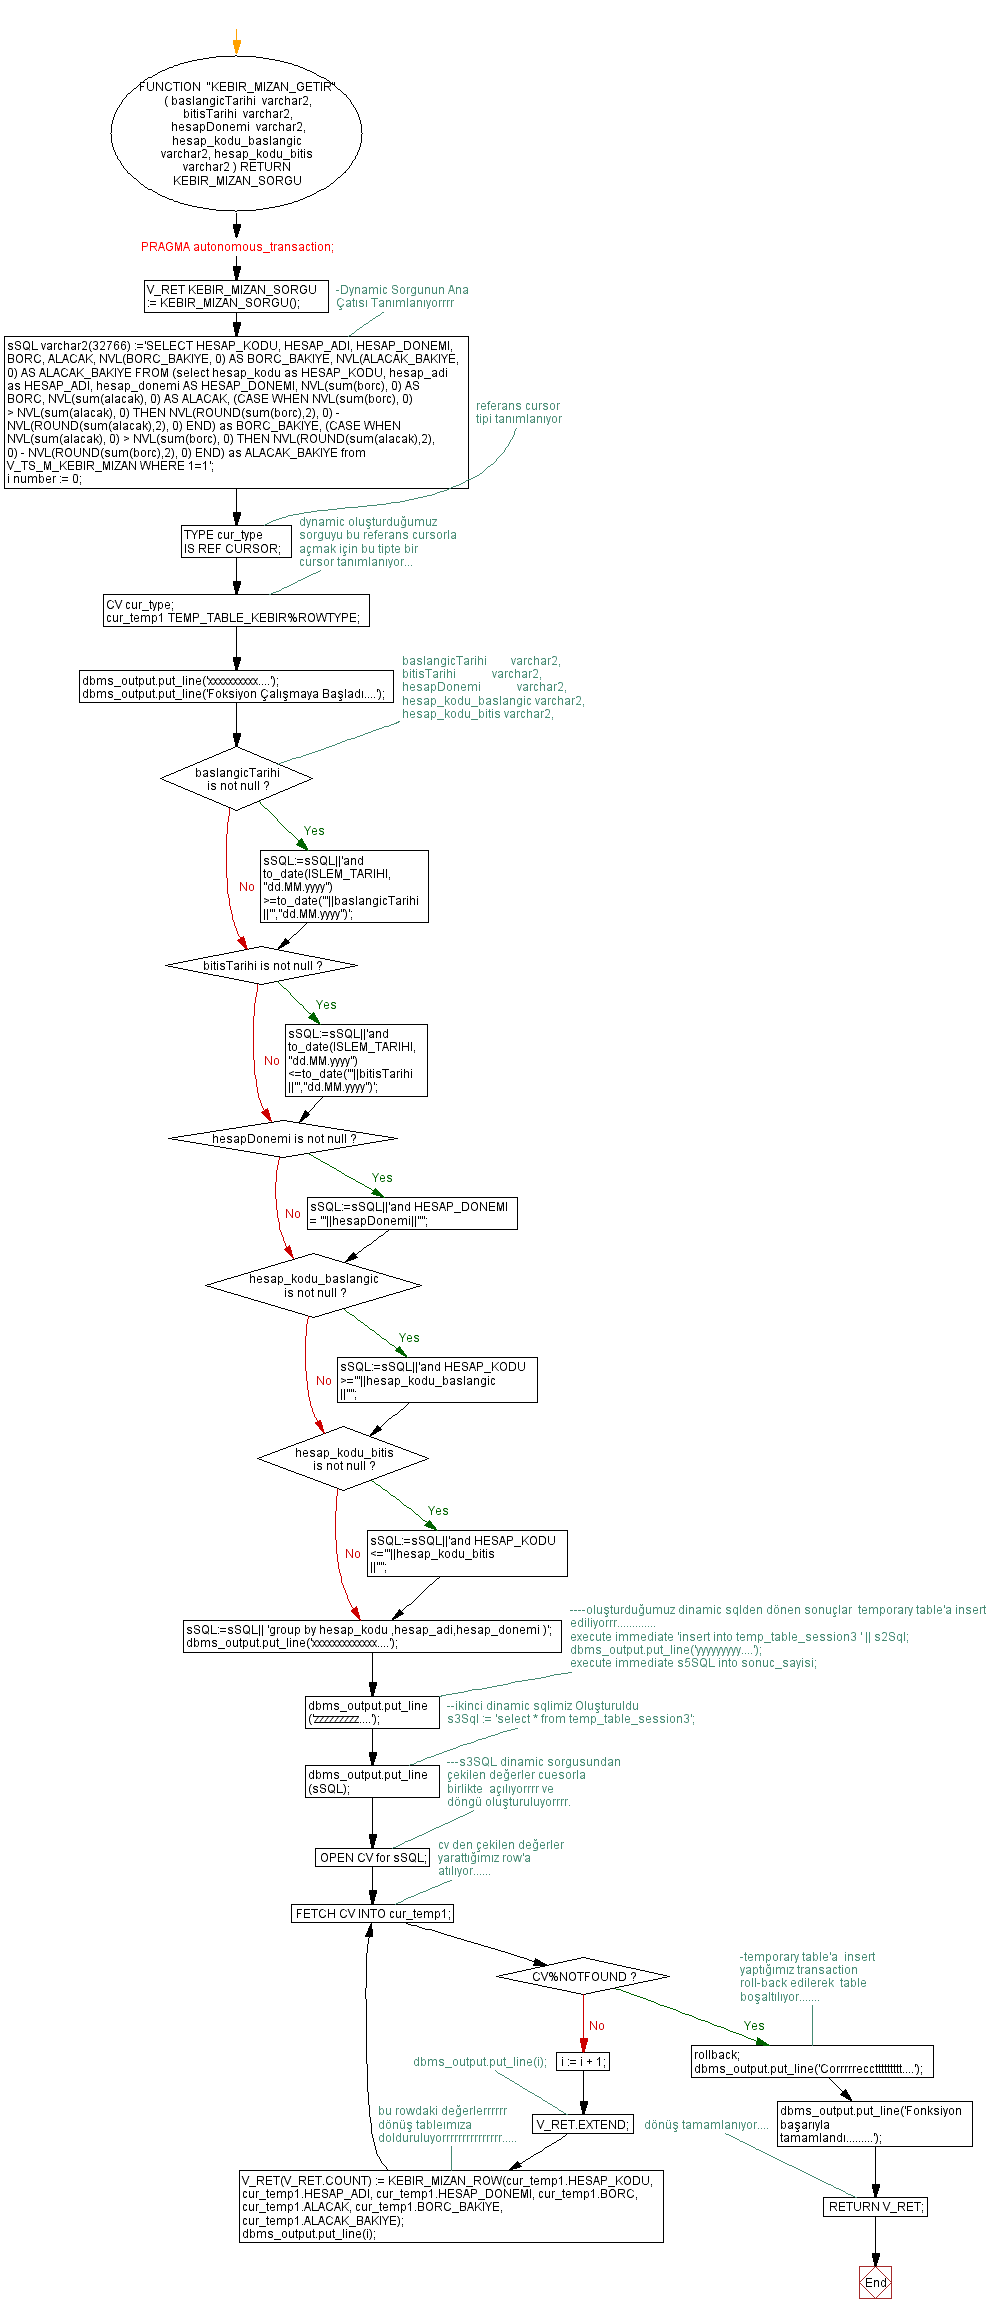 FUNCTION "KEBIR_MIZAN_GETIR"
( baslangicTarihi varchar2,
bitisTarihi varchar2,
hesapDonemi varchar2,
hesap_kodu_baslangic
varchar2, hesap_kodu_bitis
varchar2 ) RETURN
KEBIR_MIZAN_SORGU
PRAGMA autonomous_transaction;
V_RET KEBIR_MIZAN_SORGU
:= KEBIR_MIZAN_SORGU();
-Dynamic Sorgunun Ana
Çatısı Tanımlanıyorrrr
sSQL varchar2(32766) :='SELECT HESAP_KODU, HESAP_ADI, HESAP_DONEMI,
BORC, ALACAK, NVL(BORC_BAKIYE, 0) AS BORC_BAKIYE, NVL(ALACAK_BAKIYE,
0) AS ALACAK_BAKIYE FROM (select hesap_kodu as HESAP_KODU, hesap_adi
as HESAP_ADI, hesap_donemi AS HESAP_DONEMI, NVL(sum(borc), 0) AS
BORC, NVL(sum(alacak), 0) AS ALACAK, (CASE WHEN NVL(sum(borc), 0)
> NVL(sum(alacak), 0) THEN NVL(ROUND(sum(borc),2), 0) -
NVL(ROUND(sum(alacak),2), 0) END) as BORC_BAKIYE, (CASE WHEN
NVL(sum(alacak), 0) > NVL(sum(borc), 0) THEN NVL(ROUND(sum(alacak),2),
0) - NVL(ROUND(sum(borc),2), 0) END) as ALACAK_BAKIYE from
V_TS_M_KEBIR_MIZAN WHERE 1=1';
i number := 0;
referans cursor
tipi tanımlanıyor
TYPE cur_type
IS REF CURSOR;
dynamic oluşturduğumuz
sorguyu bu referans cursorla
açmak için bu tipte bir
cursor tanımlanıyor...
CV cur_type;
cur_temp1 TEMP_TABLE_KEBIR%ROWTYPE;
dbms_output.put_line('xxxxxxxxxx....');
dbms_output.put_line('Foksiyon Çalışmaya Başladı....');
baslangicTarihi varchar2,
bitisTarihi varchar2,
hesapDonemi varchar2,
hesap_kodu_baslangic varchar2,
hesap_kodu_bitis varchar2,
baslangicTarihi
is not null ?
Yes
No
sSQL:=sSQL||'and
to_date(ISLEM_TARIHI,
''dd.MM.yyyy'')
>=to_date('''||baslangicTarihi
||''',''dd.MM.yyyy'')';
bitisTarihi is not null ?
Yes
No
sSQL:=sSQL||'and
to_date(ISLEM_TARIHI,
''dd.MM.yyyy'')
<=to_date('''||bitisTarihi
||''',''dd.MM.yyyy'')';
hesapDonemi is not null ?
Yes
No
sSQL:=sSQL||'and HESAP_DONEMI
= '''||hesapDonemi||'''';
hesap_kodu_baslangic
is not null ?
Yes
No
sSQL:=sSQL||'and HESAP_KODU
>='''||hesap_kodu_baslangic
||'''';
hesap_kodu_bitis
is not null ?
Yes
No
sSQL:=sSQL||'and HESAP_KODU
<='''||hesap_kodu_bitis
||'''';
sSQL:=sSQL|| 'group by hesap_kodu ,hesap_adi,hesap_donemi )';
dbms_output.put_line('xxxxxxxxxxxxx....');
----oluşturduğumuz dinamic sqlden dönen sonuçlar temporary table'a insert
ediliyorrr.............
execute immediate 'insert into temp_table_session3 ' || s2Sql;
dbms_output.put_line('yyyyyyyyy....');
execute immediate s5SQL into sonuc_sayisi;
dbms_output.put_line
('zzzzzzzzzz....');
--ikinci dinamic sqlimiz Oluşturuldu
s3Sql := 'select * from temp_table_session3';
dbms_output.put_line
(sSQL);
---s3SQL dinamic sorgusundan
çekilen değerler cuesorla
birlikte açılıyorrrr ve
döngü oluşturuluyorrrr.
OPEN CV for sSQL;
cv den çekilen değerler
yarattığımız row'a
atılıyor......
FETCH CV INTO cur_temp1;
CV%NOTFOUND ?
No
Yes
-temporary table'a insert
yaptığımız transaction
roll-back edilerek table
boşaltılıyor.......
rollback;
dbms_output.put_line('Corrrrrecctttttttttt....');
dbms_output.put_line(i);
i := i + 1;
V_RET.EXTEND;
bu rowdaki değerlerrrrrr
dönüş tableımıza
dolduruluyorrrrrrrrrrrrrrr.....
dönüş tamamlanıyor....
dbms_output.put_line('Fonksiyon
başarıyla
tamamlandı.........');
V_RET(V_RET.COUNT) := KEBIR_MIZAN_ROW(cur_temp1.HESAP_KODU,
cur_temp1.HESAP_ADI, cur_temp1.HESAP_DONEMI, cur_temp1.BORC,
cur_temp1.ALACAK, cur_temp1.BORC_BAKIYE,
cur_temp1.ALACAK_BAKIYE);
dbms_output.put_line(i);
RETURN V_RET;
End